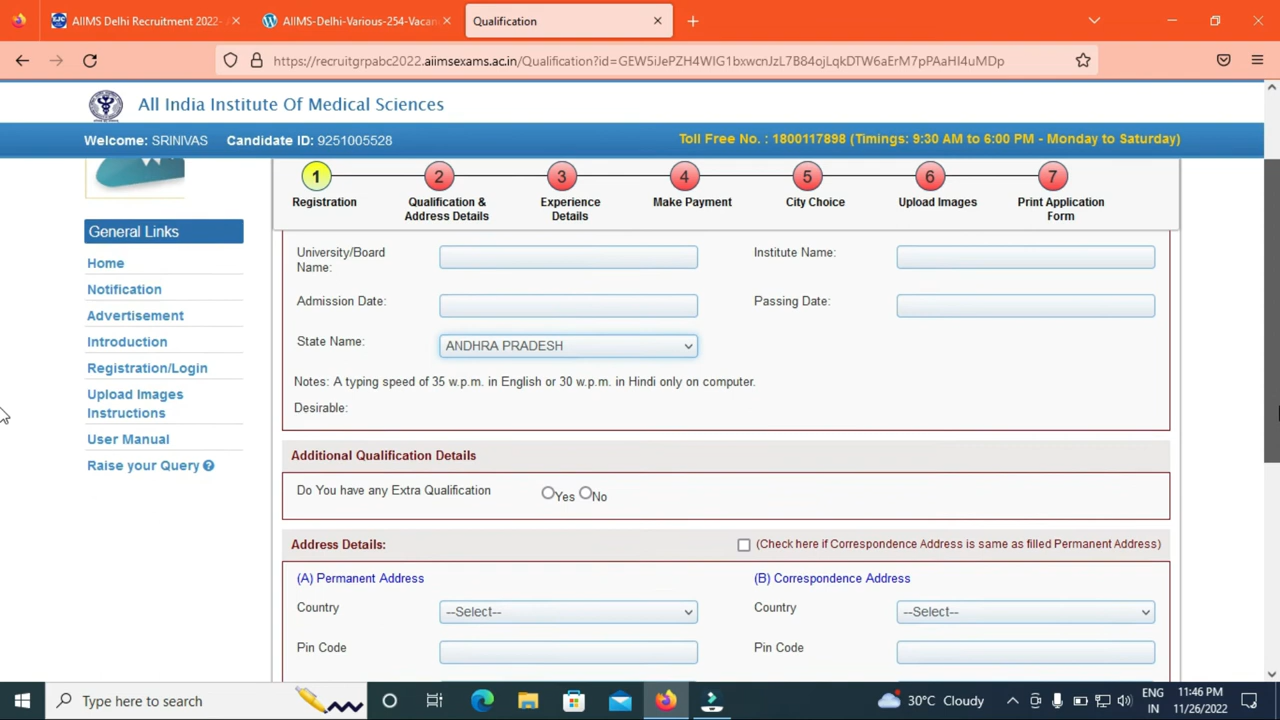 AIIMS Delhi Recruitment 2022-
AIIMS-Delhi-Various-254-Vacan
Qualification
https://recruitgrpabc2022.aiimsexams.ac.in/Qualification?id=GEW5iJePZH4WIG1bxwcnJzL7B84ojLqkDTW6aErM7pPAaHI4uMDp
All India Institute Of Medical Sciences
Welcome: SRINIVAS Candidate ID: 9251005528 Toll Free No. : 1800117898 (Timings: 9:30 AM to 6:00 PM - Monday to Saturday)
1 2 3 4 5 6 7
Registration Qualification & Experience Make Payment City Choice Upload Images Print Application
Address Details Details Form
General Links
Home
Notification
Advertisement
Introduction
Registration/Login
Upload Images
Instructions
User Manual
Raise your Query ?
University/Board Institute Name:
Name:
Admission Date: Passing Date:
State Name: ANDHRA PRADESH
Notes: A typing speed of 35 w.p.m. in English or 30 w.p.m. in Hindi only on computer.
Desirable:
Additional Qualification Details
Do You have any Extra Qualification Yes No
Address Details: (Check here if Correspondence Address is same as filled Permanent Address)
(A) Permanent Address (B) Correspondence Address
Country --Select-- Country --Select--
Pin Code Pin Code
Type here to search
30°C Cloudy
ENG 11:46 PM
IN 11/26/2022